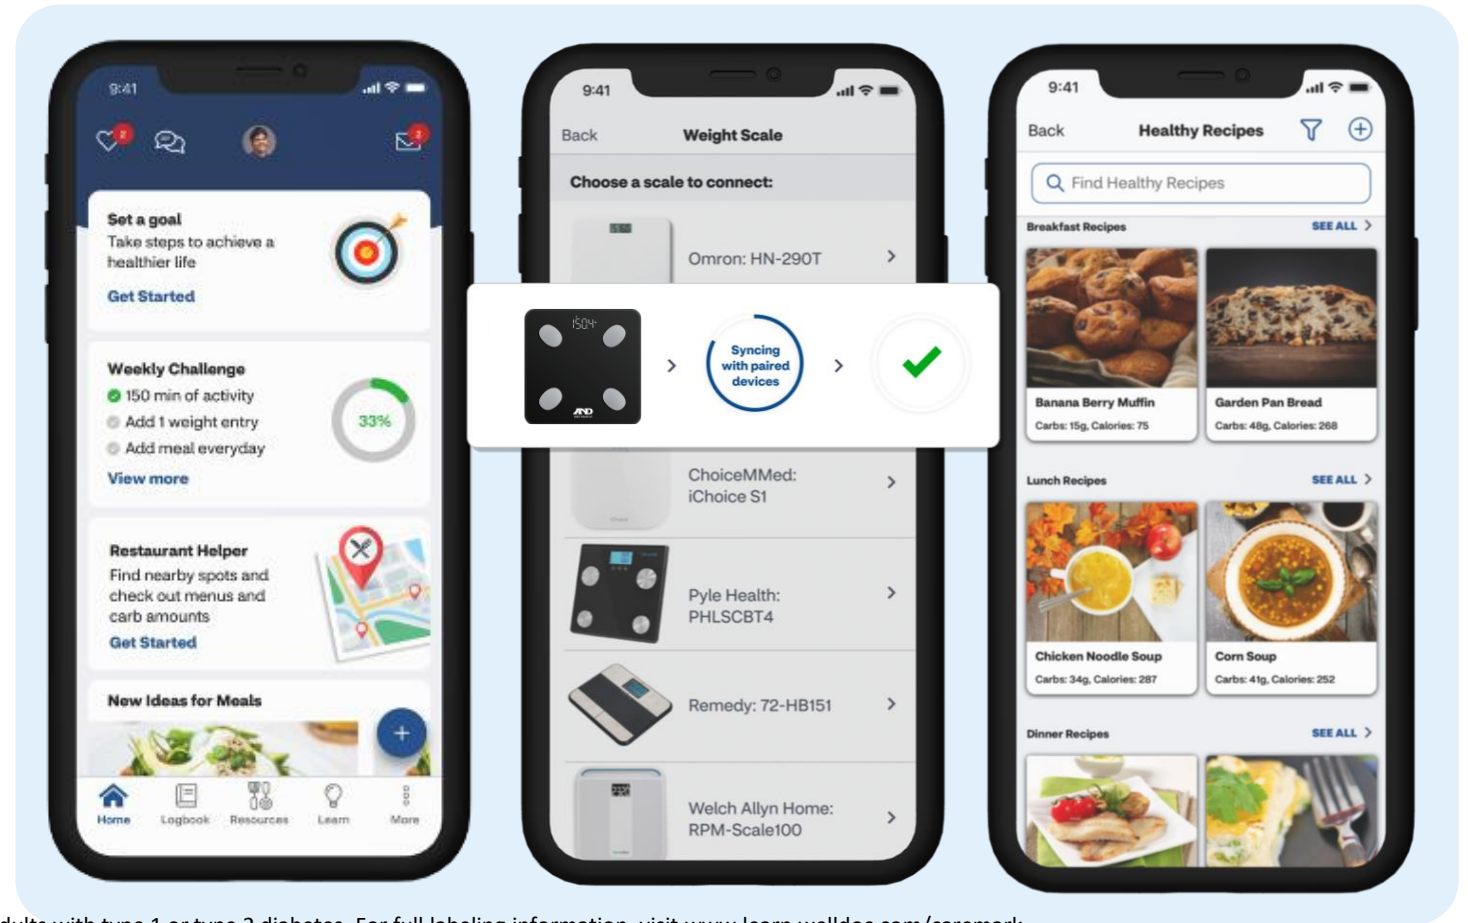 9:41
2
2
Set a goal
Take steps to achieve a
healthier life
Get Started
Weekly Challenge
150 min of activity
Add 1 weight entry
Add meal everyday
View more
33%
Restaurant Helper
Find nearby spots and
check out menus and
carb amounts
Get Started
New Ideas for Meals
+
Home
Logbook
Resources
Learn
More
9:41
Back
Weight Scale
Choose a scale to connect:
Omron: HN-290T
AND
Syncing
with paired
devices
ChoiceMMed:
iChoice S1
Pyle Health:
PHLSCBT4
Remedy: 72-HB151
Welch Allyn Home:
RPM-Scale100
9:41
Back
Healthy Recipes
Find Healthy Recipes
Breakfast Recipes
SEE ALL
Banana Berry Muffin
Carbs: 15g, Calories: 75
Garden Pan Bread
Carbs: 48g, Calories: 268
Lunch Recipes
SEE ALL
Chicken Noodle Soup
Carbs: 34g, Calories: 287
Corn Soup
Carbs: 41g, Calories: 252
Dinner Recipes
SEE ALL